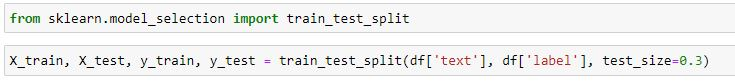 from sklearn.model_selection import train_test_split
X_train, X_test, y_train, y_test = train_test_split(df['text'], df['label'], test_size=0.3)